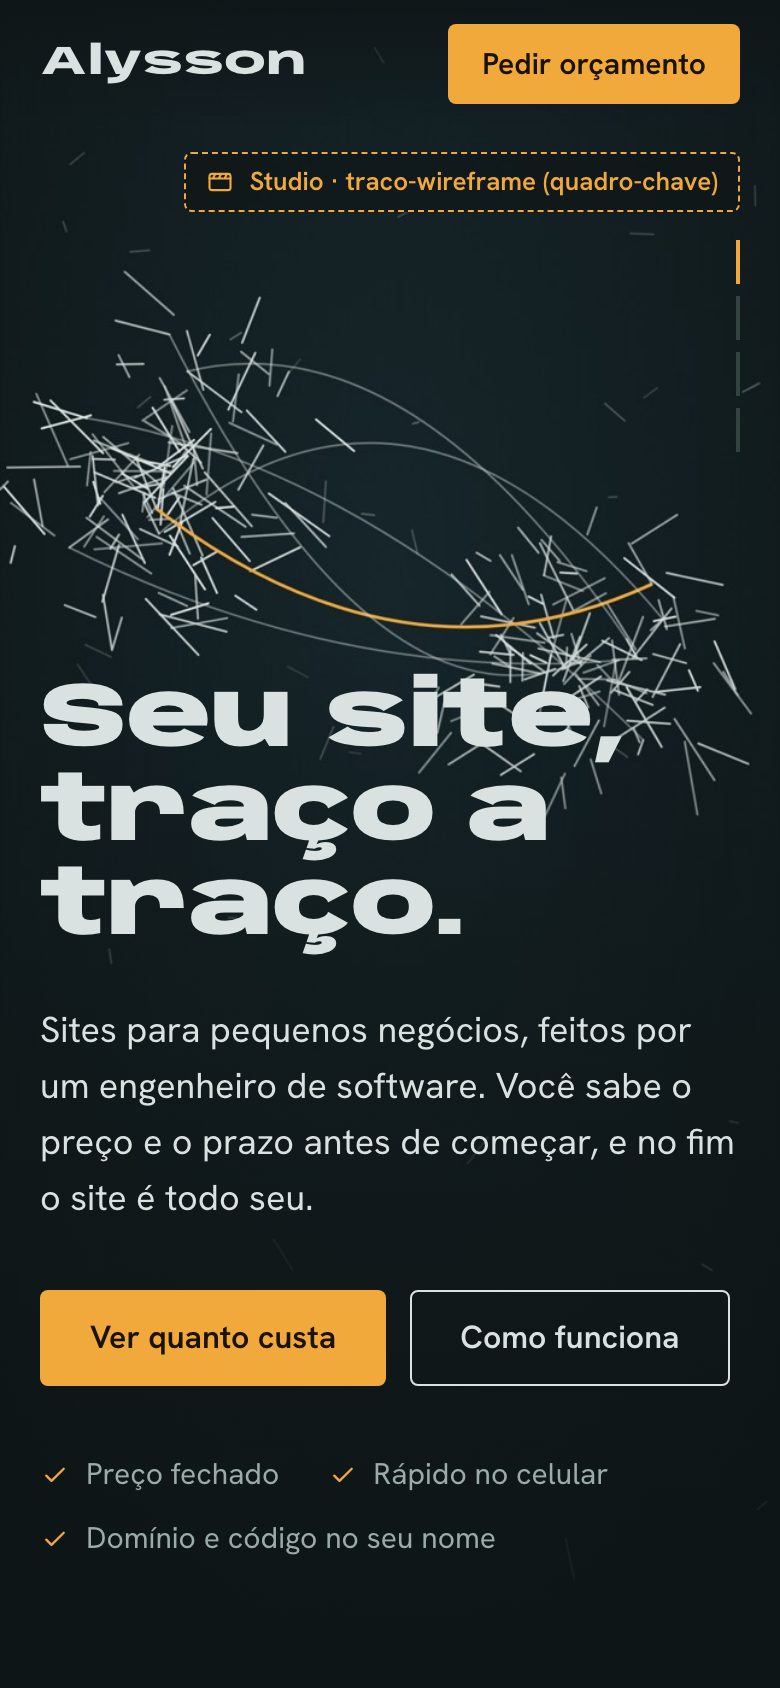 Alysson
Pedir orçamento
Studio · traco-wireframe (quadro-chave)
Seu site,
traço a
traço.
Sites para pequenos negócios, feitos por
um engenheiro de software. Você sabe o
preço e o prazo antes de começar, e no fim
o site é todo seu.
Ver quanto custa
Como funciona
Preço fechado
Rápido no celular
Domínio e código no seu nome